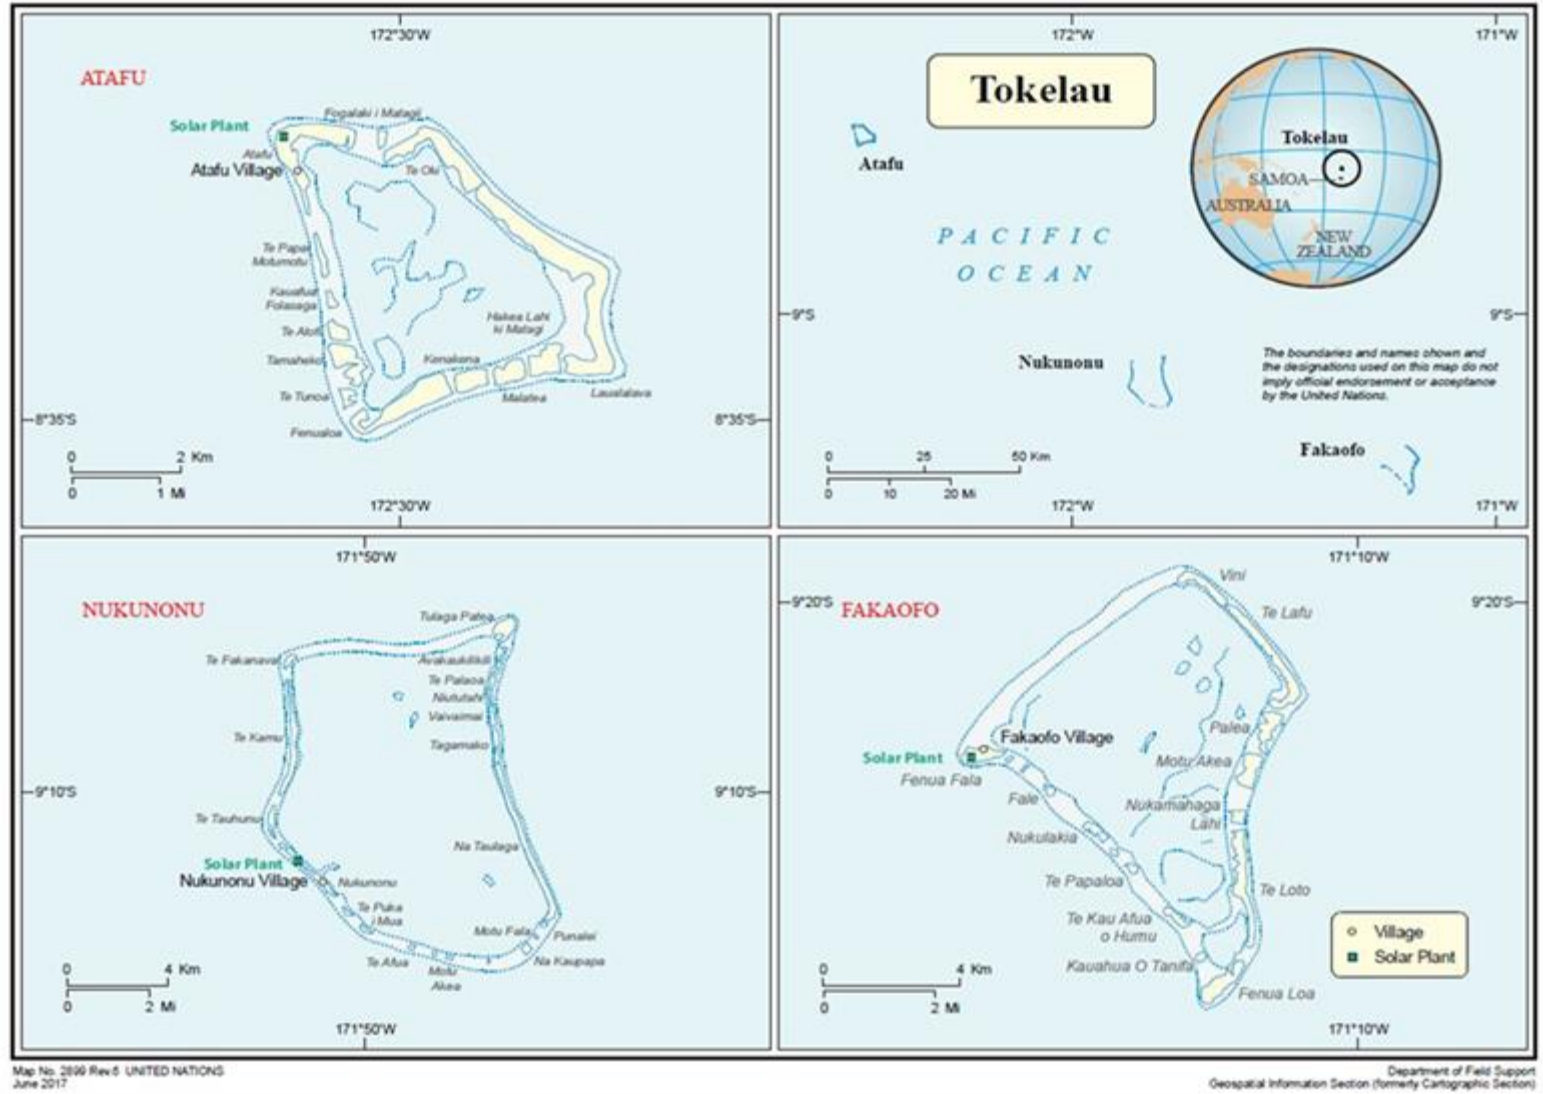 172°30'W
ATAFU
Fogalaki i Matagi
Solar Plant
Atafu
Atafu Village
Te Oki
Te Papa
Motumotu
Kauafua
Folasaga
Hakea Lahi
ki Matagi
Te Alofi
Tamaheko
Kenakena
Te Tunoa
Malatea
Laualalava
8°35'S
8°35'S
Fenualoa
0 2 Km
0 1 Mi
172°30'W
172°W
171°W
Tokelau
Atafu
Tokelau
SAMOA
AUSTRALIA
NEW
ZEALAND
PACIFIC
OCEAN
9°S
9°S
Nukunonu
The boundaries and names shown and
the designations used on this map do not
imply official endorsement or acceptance
by the United Nations.
Fakaofo
0 25 50 Km
0 10 20 Mi
172°W
171°W
171°50'W
NUKUNONU
Tulaga Patea
Te Fakanava
Avakaukilikili
Te Palaoa
Niututahi
Vaivaimai
Te Kamu
Tagamako
9°10'S
9°10'S
Te Tauhunu
Na Taulaga
Solar Plant
Nukunonu Village
Nukunonu
Te Puka
i Mua
Motu Fala
Punalei
Te Afua
Motu
Akea
Na Kaupapa
0 4 Km
0 2 Mi
171°50'W
171°10'W
9°20'S
9°20'S
FAKAOFO
Vini
Te Lafu
Palea
Fakaofo Village
Solar Plant
Fenua Fala
Motu Akea
Fale
Nukamahaga
Lahi
Nukulakia
Te Papaloa
Te Loto
Te Kau Afua
o Humu
Kauahua O Tanifa
Fenua Loa
0 4 Km
0 2 Mi
Village
Solar Plant
171°10'W
Map No. 2899 Rev.6 UNITED NATIONS
June 2017
Department of Field Support
Geospatial Information Section (formerly Cartographic Section)